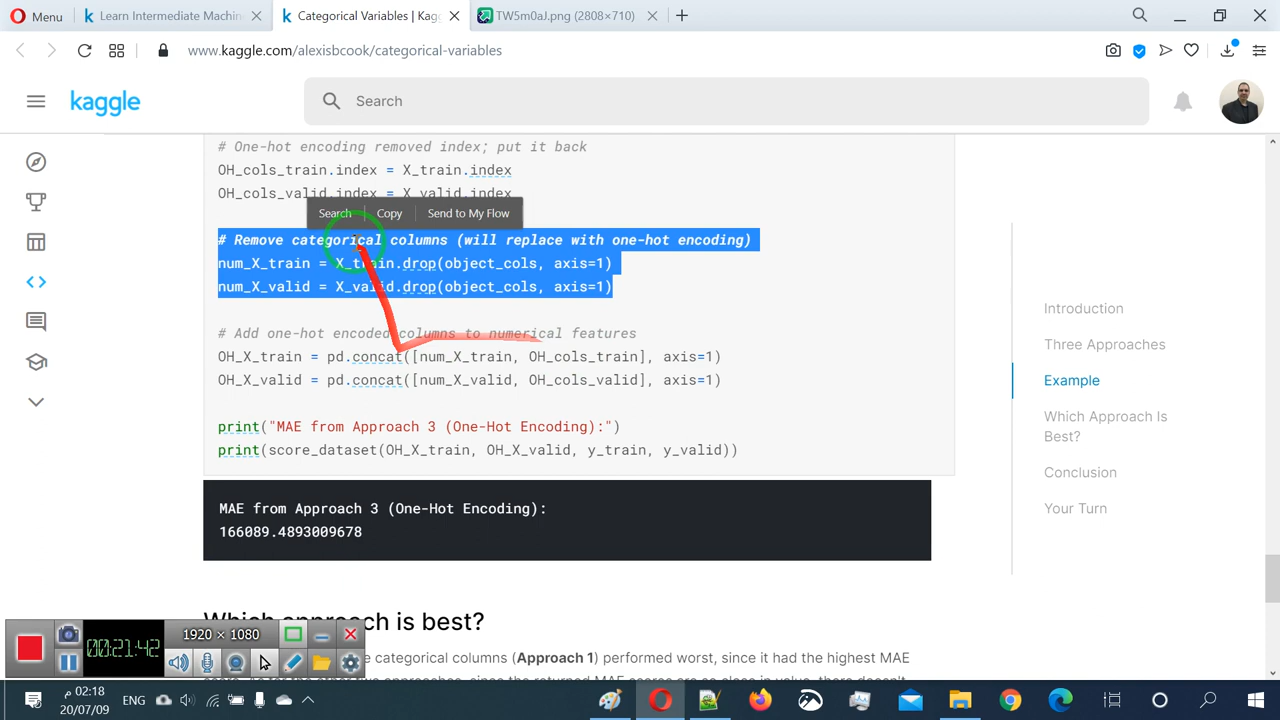 Menu
Learn Intermediate Machin
Categorical Variables | Kagg
TW5m0aJ.png (2808×710)
www.kaggle.com/alexisbcook/categorical-variables
kaggle
Search
# One-hot encoding removed index; put it back
OH_cols_train.index = X_train.index
OH_cols_valid.index = X_valid.index
Search
Copy
Send to My Flow
# Remove categorical columns (will replace with one-hot encoding)
num_X_train = X_train.drop(object_cols, axis=1)
num_X_valid = X_valid.drop(object_cols, axis=1)
# Add one-hot encoded columns to numerical features
OH_X_train = pd.concat([num_X_train, OH_cols_train], axis=1)
OH_X_valid = pd.concat([num_X_valid, OH_cols_valid], axis=1)
print("MAE from Approach 3 (One-Hot Encoding):")
print(score_dataset(OH_X_train, OH_X_valid, y_train, y_valid))
MAE from Approach 3 (One-Hot Encoding):
166089.4893009678
Introduction
Three Approaches
Example
Which Approach Is
Best?
Conclusion
Your Turn
Which approach is best?
categorical columns (Approach 1) performed worst, since it had the highest MAE
00:21:42
1920 × 1080
ENG
02:18 م
20/07/09